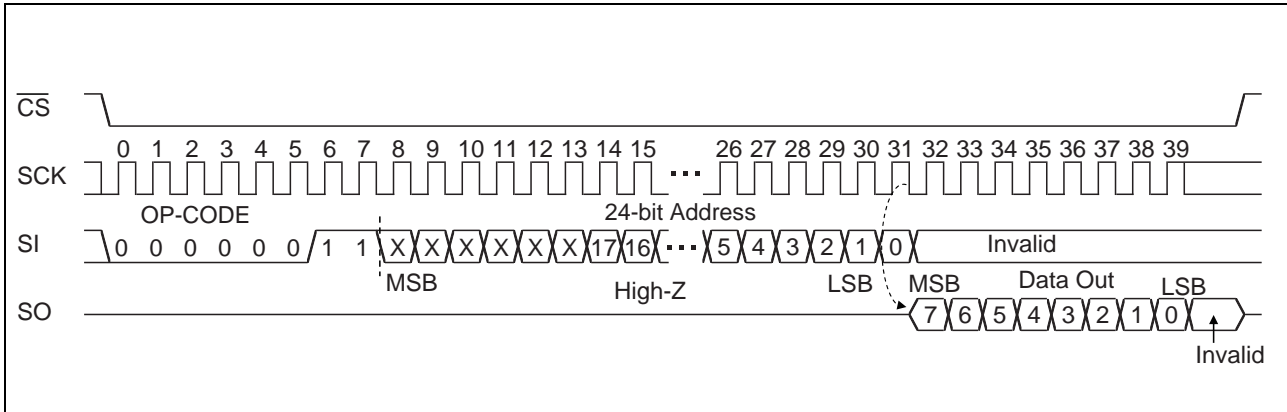 CS
0 1 2 3 4 5 6 7 8 9 10 11 12 13 14 15 ... 26 27 28 29 30 31 32 33 34 35 36 37 38 39
SCK
OP-CODE 24-bit Address
SI 0 0 0 0 0 0 1 1 X X X X X X 17 16 ... 5 4 3 2 1 0 Invalid
MSB High-Z LSB MSB Data Out LSB
SO 7 6 5 4 3 2 1 0
Invalid